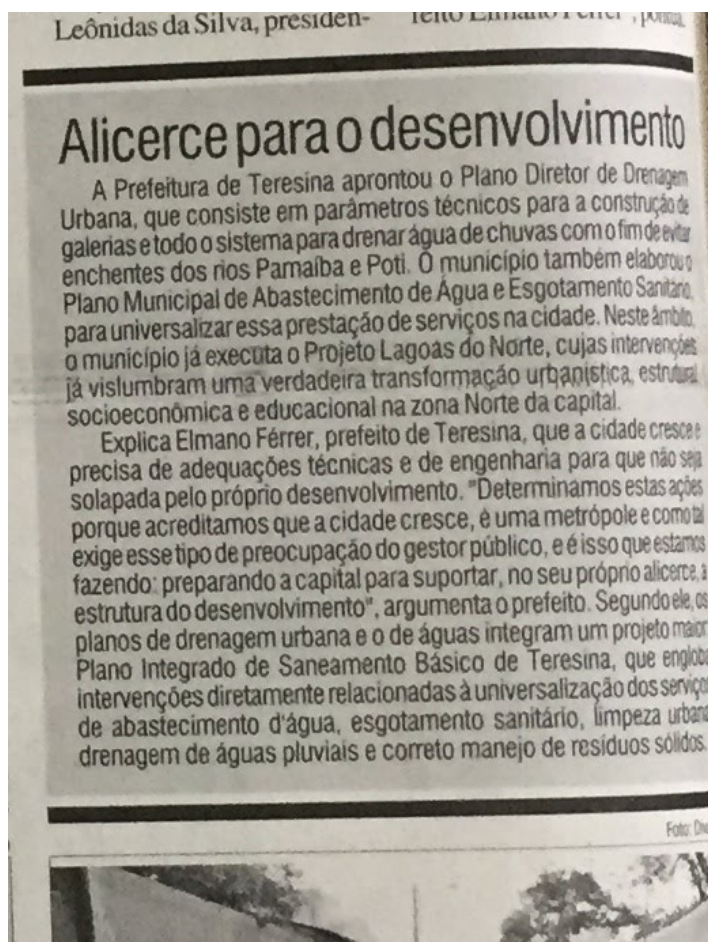 Leônidas da Silva, presiden-
feito Elmano Ferrer",
Alicerce para o desenvolvimento
A Prefeitura de Teresina aprontou o Plano Diretor de Drenagem
Urbana, que consiste em parâmetros técnicos para a construção de
galerias e todo o sistema para drenar água de chuvas com o fim de evitar
enchentes dos rios Parnaíba e Poti. O município também elaborou o
Plano Municipal de Abastecimento de Água e Esgotamento Sanitário,
para universalizar essa prestação de serviços na cidade. Neste âmbito,
o município já executa o Projeto Lagoas do Norte, cujas intervenções
já vislumbram uma verdadeira transformação urbanística, estrutural,
socioeconômica e educacional na zona Norte da capital.
Explica Elmano Férrer, prefeito de Teresina, que a cidade cresce e
precisa de adequações técnicas e de engenharia para que não seja
solapada pelo próprio desenvolvimento. "Determinamos estas ações
porque acreditamos que a cidade cresce, é uma metrópole e como tal
exige esse tipo de preocupação do gestor público, e é isso que estamos
fazendo: preparando a capital para suportar, no seu próprio alicerce, a
estrutura do desenvolvimento", argumenta o prefeito. Segundo ele, os
planos de drenagem urbana e o de águas integram um projeto maior,
Plano Integrado de Saneamento Básico de Teresina, que engloba
intervenções diretamente relacionadas à universalização dos serviços
de abastecimento d'água, esgotamento sanitário, limpeza urbana
drenagem de águas pluviais e correto manejo de resíduos sólidos.
Foto: Div